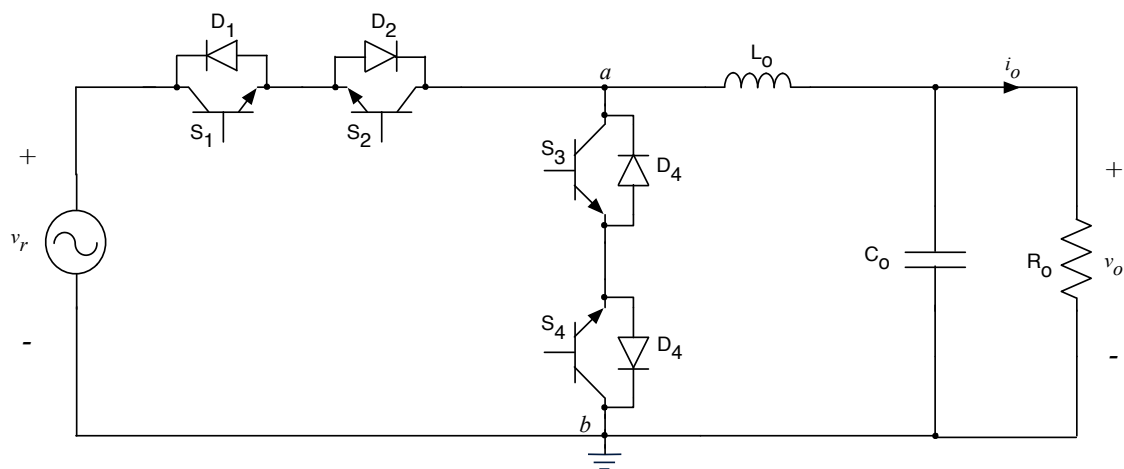 D1
D2
S1
S2
a
Lo
io
+
vr
-
S3
D4
S4
D4
b
Co
Ro
+
vo
-